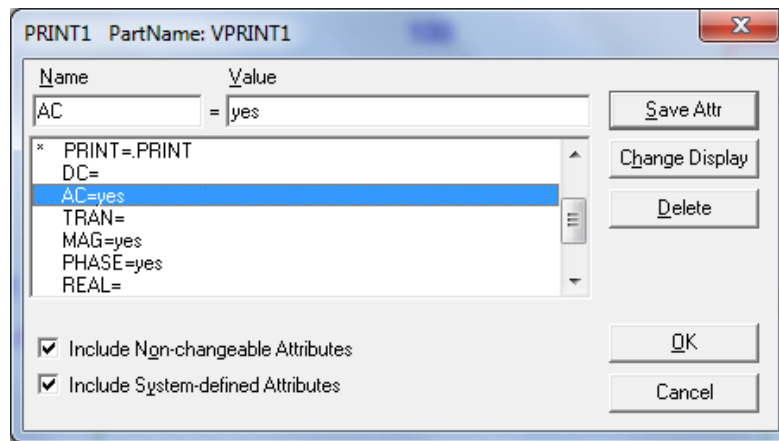 PRINT1 PartName: VPRINT1
Name Value
AC = yes
Save Attr
* PRINT=.PRINT
DC=
AC=yes
TRAN=
MAG=yes
PHASE=yes
REAL=
Change Display
Delete
Include Non-changeable Attributes
Include System-defined Attributes
OK
Cancel